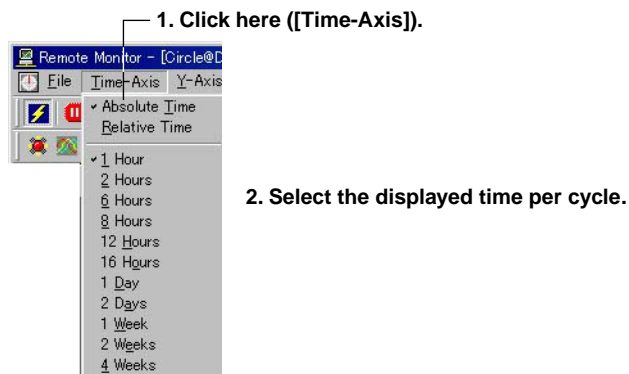 1. Click here ([Time-Axis]).
Remote Monitor - [Circle@D
File Time-Axis Y-Axis
Absolute Time
Relative Time
1 Hour
2 Hours
6 Hours
8 Hours
12 Hours
16 Hours
1 Day
2 Days
1 Week
2 Weeks
4 Weeks
2. Select the displayed time per cycle.